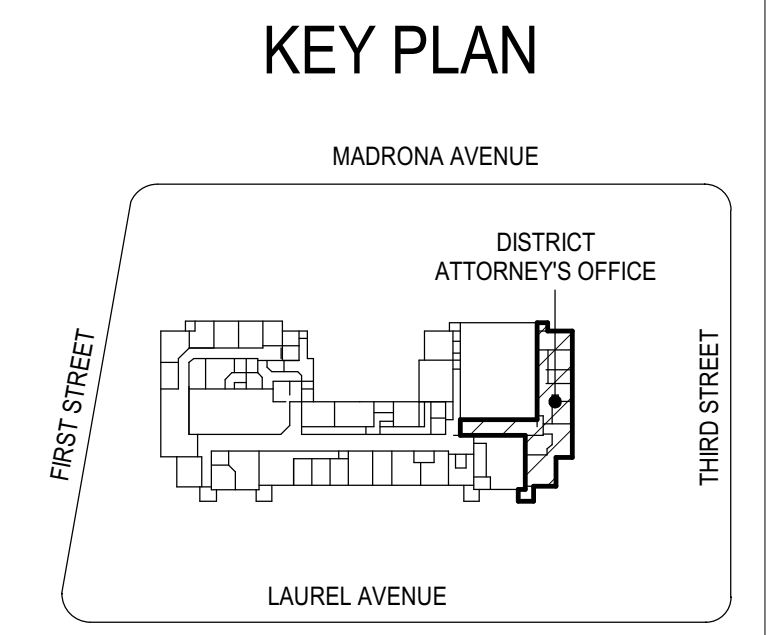 KEY PLAN
MADRONA AVENUE
DISTRICT
ATTORNEY'S OFFICE
FIRST STREET
THIRD STREET
LAUREL AVENUE